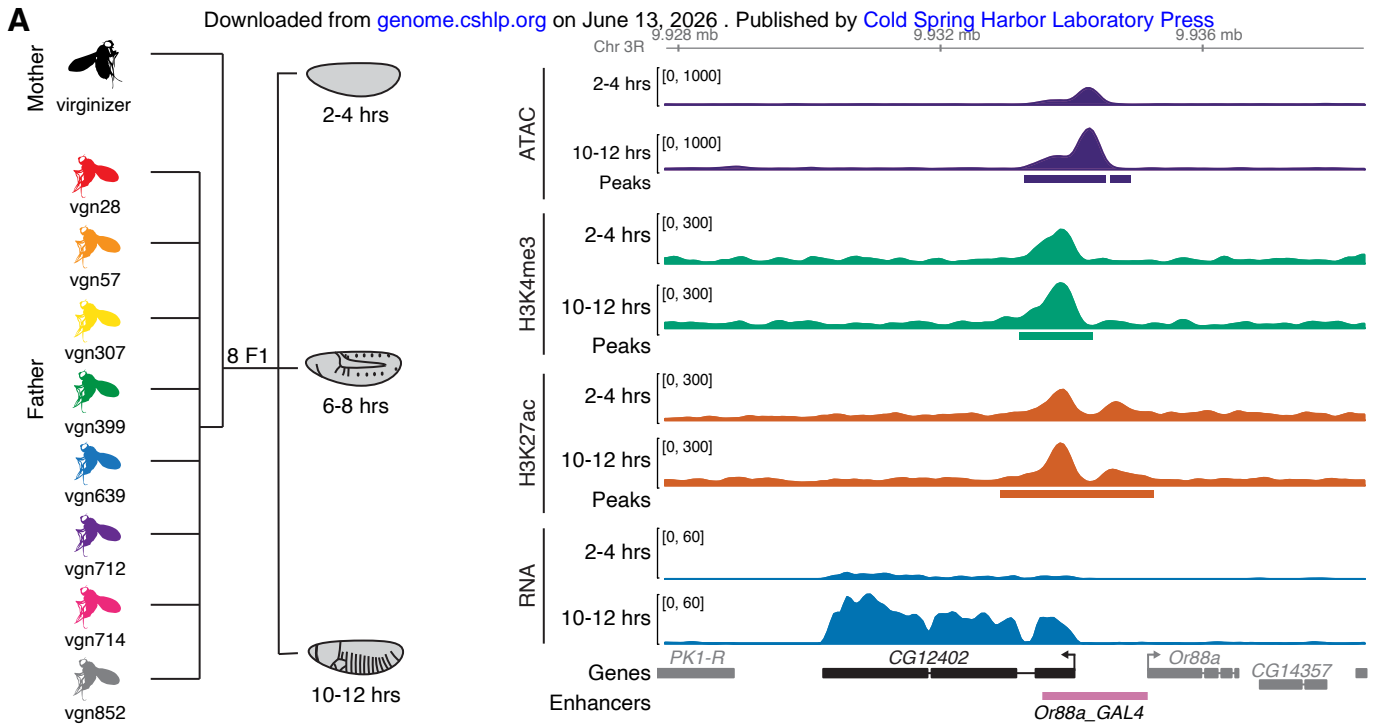 A
Downloaded from genome.cshlp.org on June 13, 2026 . Published by Cold Spring Harbor Laboratory Press
Mother
virginizer
Father
vgn28
vgn57
vgn307
vgn399
vgn639
vgn712
vgn714
vgn852
8 F1
2-4 hrs
6-8 hrs
10-12 hrs
Chr 3R
9.928 mb
9.932 mb
9.936 mb
ATAC
2-4 hrs
[0, 1000]
10-12 hrs
[0, 1000]
Peaks
H3K4me3
2-4 hrs
[0, 300]
10-12 hrs
[0, 300]
Peaks
H3K27ac
2-4 hrs
[0, 300]
10-12 hrs
[0, 300]
Peaks
RNA
2-4 hrs
[0, 60]
10-12 hrs
[0, 60]
Genes
PK1-R
CG12402
Or88a
CG14357
Enhancers
Or88a_GAL4